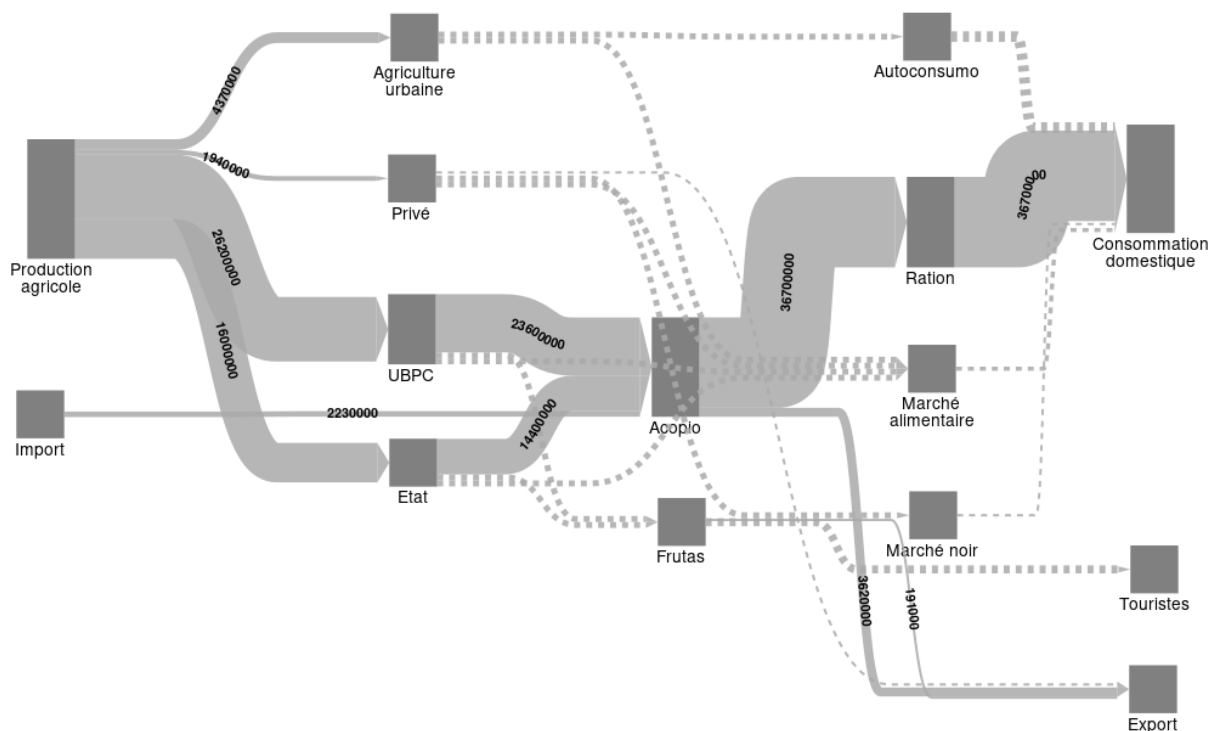 Agriculture
urbaine
Autoconsumo
4370000
Production
agricole
1940000
Privé
26200000
16000000
UBPC
23600000
Import
2230000
Etat
14400000
Acopio
36700000
Ration
36700000
Consommation
domestique
Marché
alimentaire
Frutas
Marché noir
3620000
191000
Touristes
Export